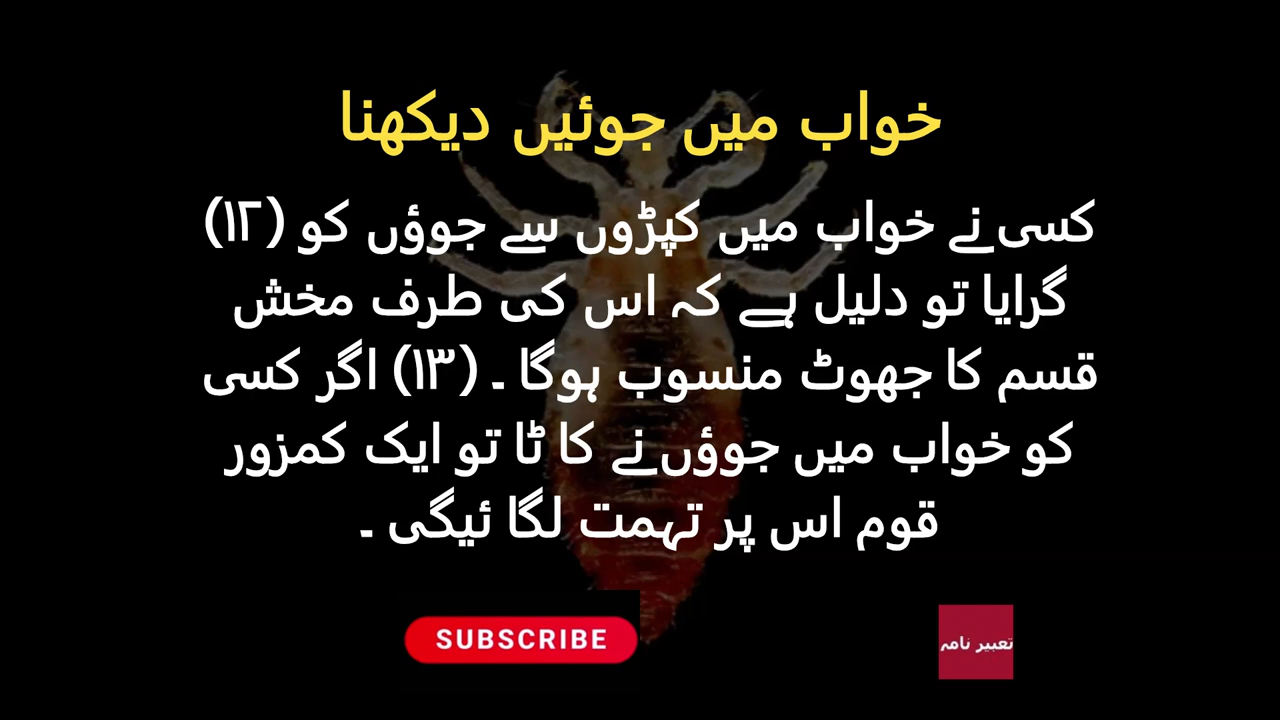 خواب میں جوئیں دیکھنا
(١٢) کسی نے خواب میں کپڑوں سے جوؤں کو
گرایا تو دلیل ہے کہ اس کی طرف مخش
قسم کا جھوٹ منسوب ہوگا ۔ (١٣) اگر کسی
کو خواب میں جوؤں نے کا ٹا تو ایک کمزور
قوم اس پر تہمت لگا ئیگی ۔
SUBSCRIBE
تعبیر نامہ